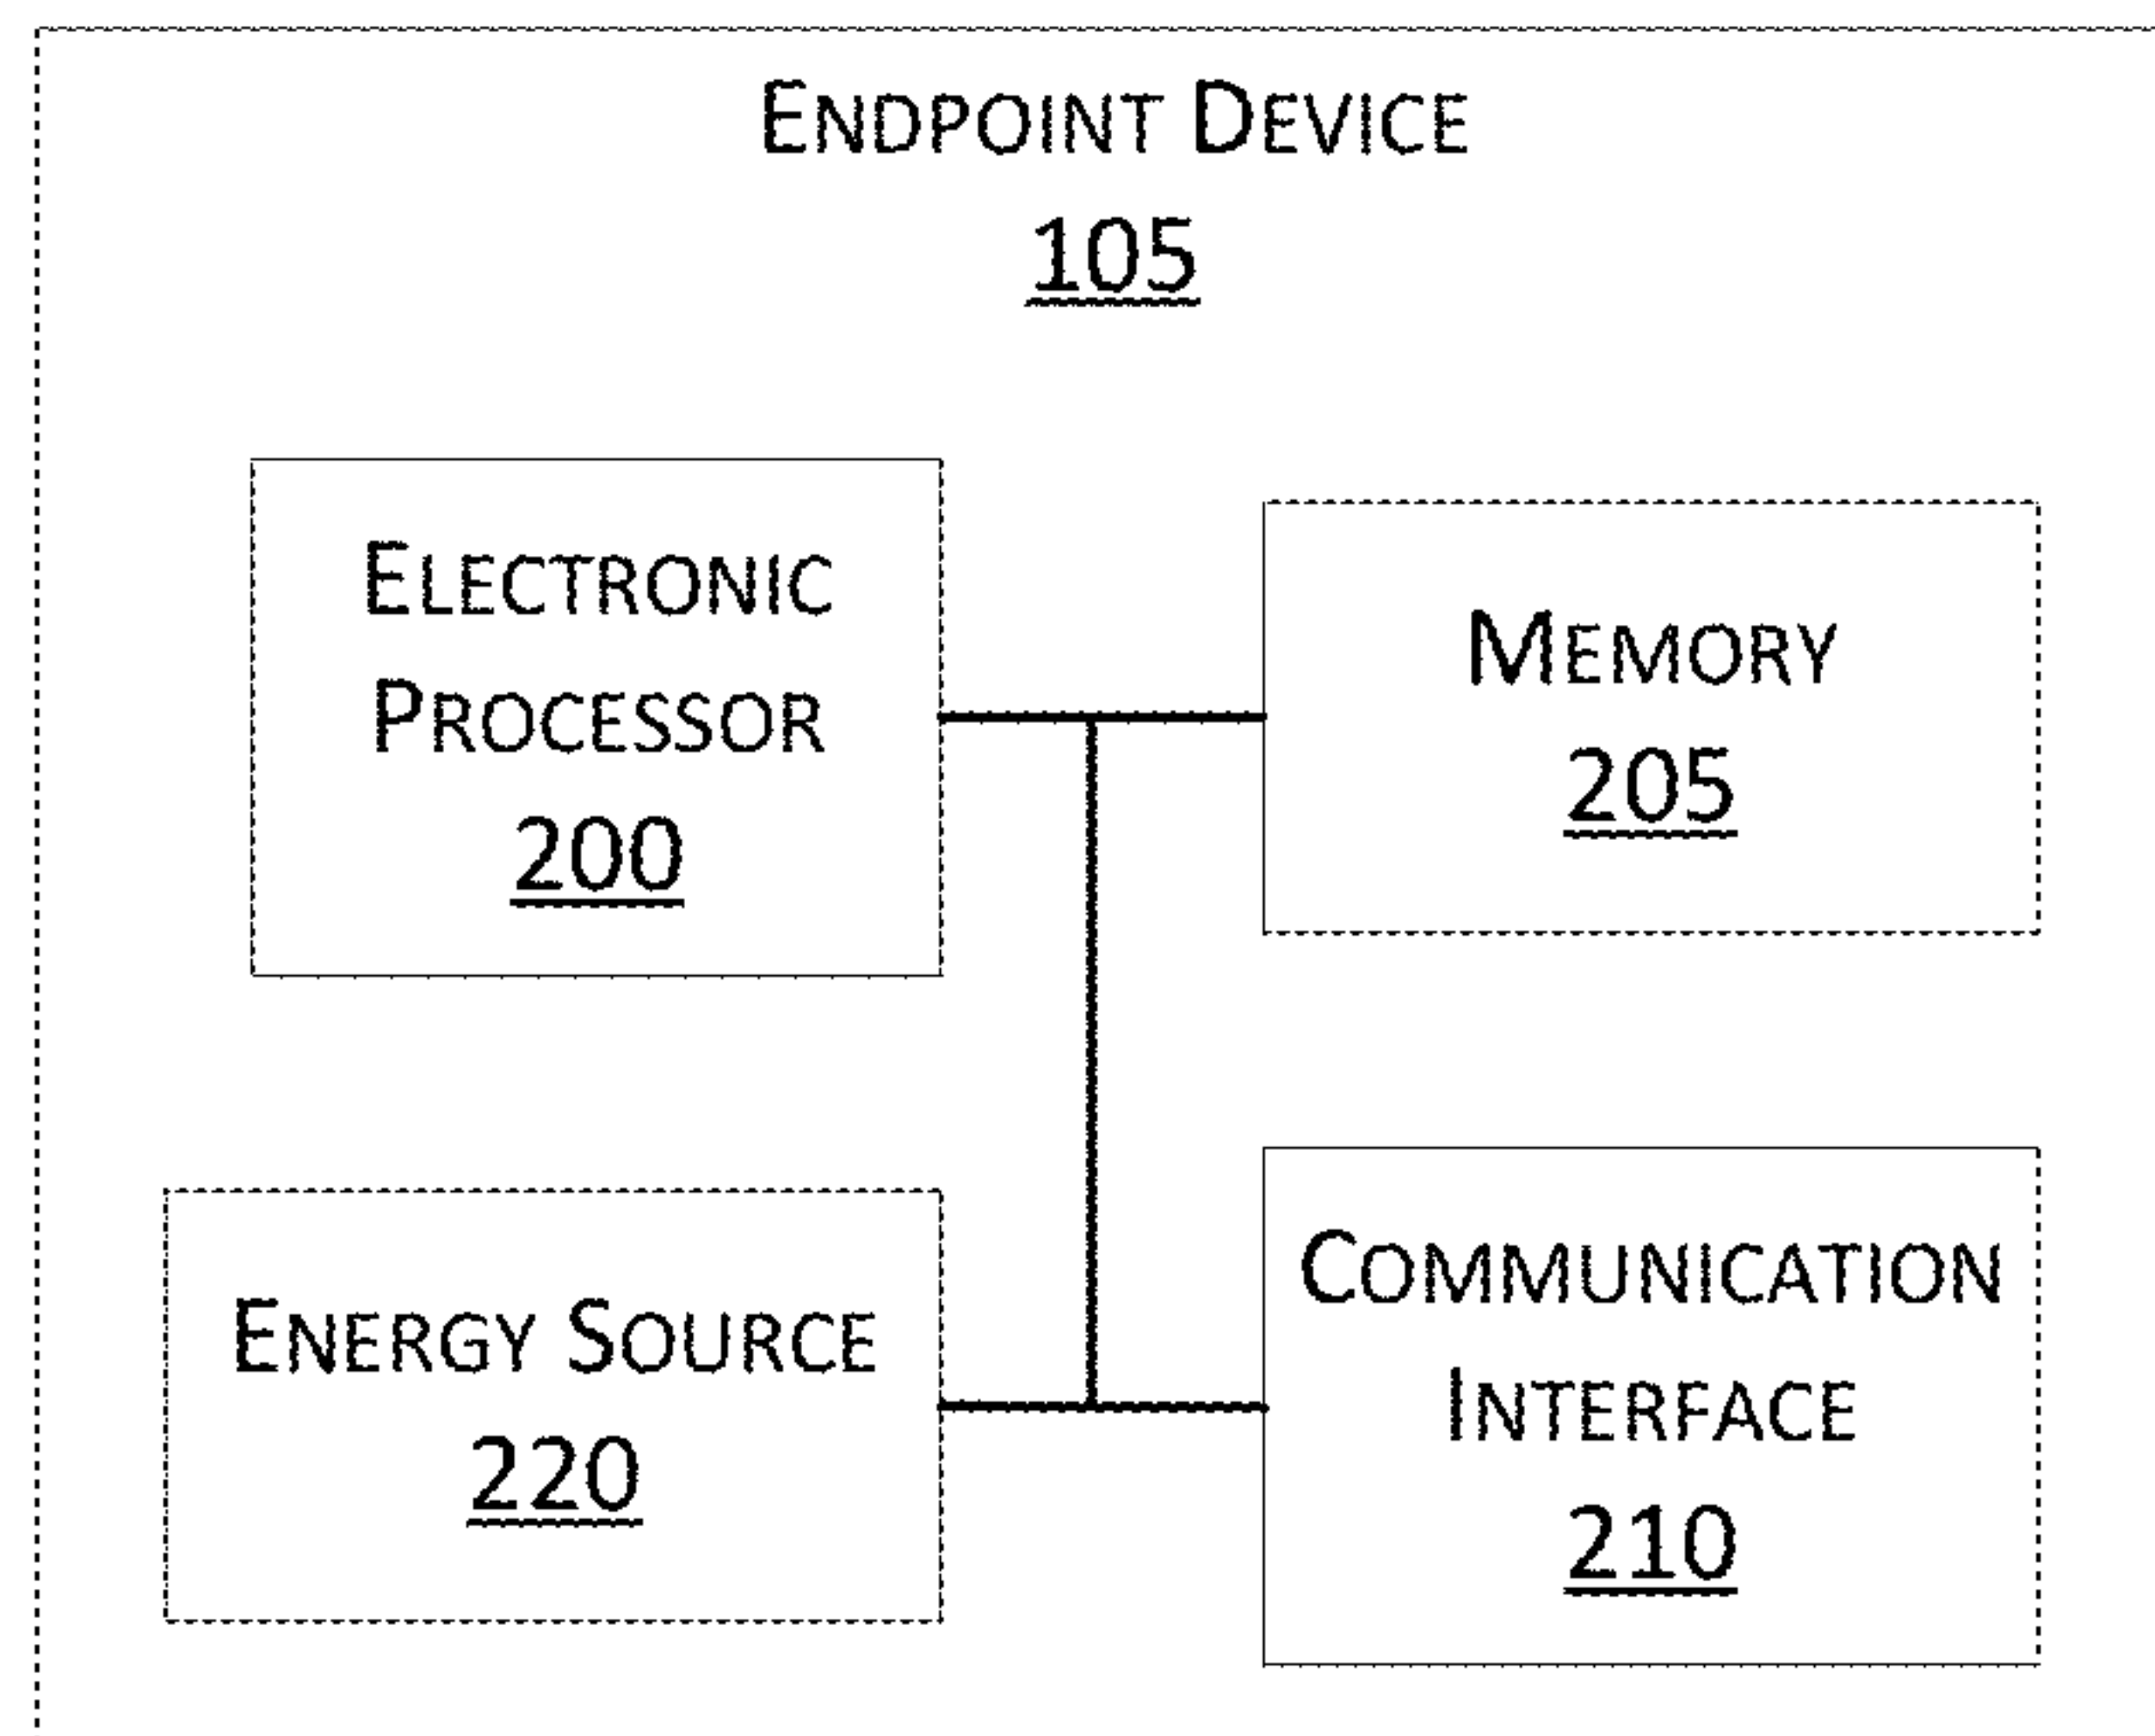 ENDPOINT DEVICE
105
ELECTRONIC
PROCESSOR
200
MEMORY
205
ENERGY SOURCE
220
COMMUNICATION
INTERFACE
210